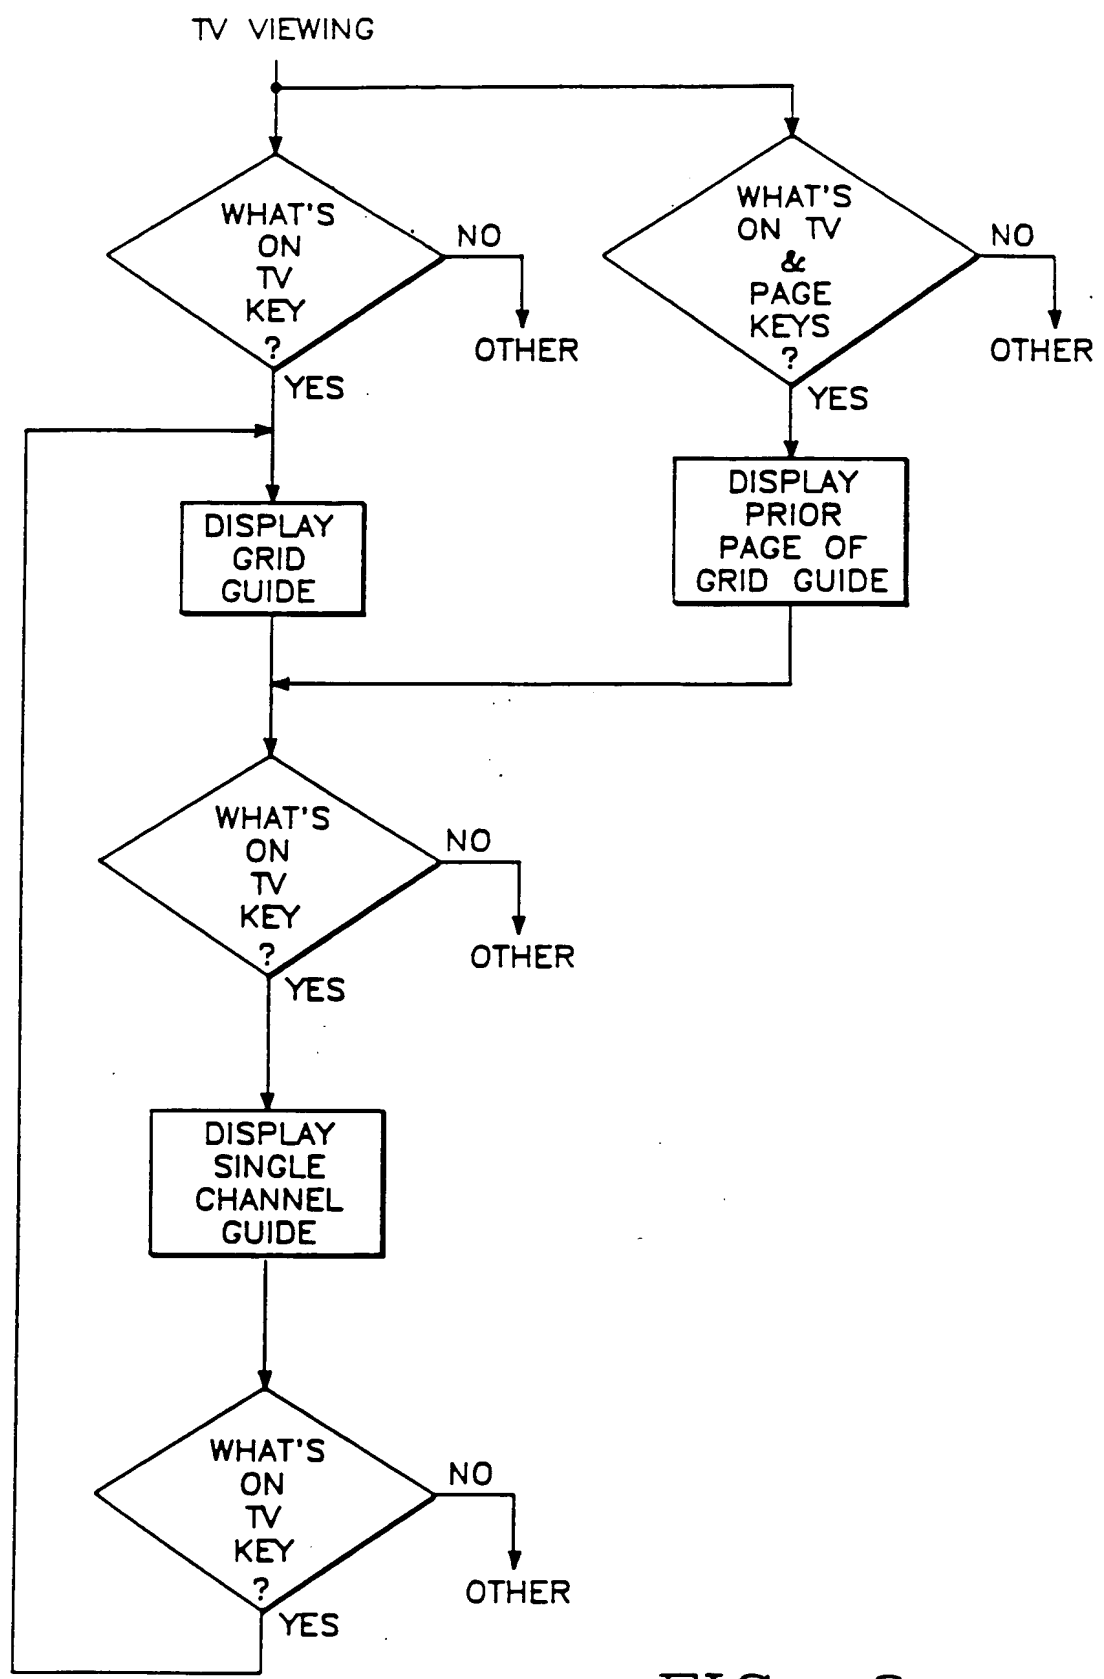 TV VIEWING
WHAT'S
ON
TV
KEY
?
NO
OTHER
YES
WHAT'S
ON TV
&
PAGE
KEYS
?
NO
OTHER
YES
DISPLAY
GRID
GUIDE
DISPLAY
PRIOR
PAGE OF
GRID GUIDE
WHAT'S
ON
TV
KEY
?
NO
OTHER
YES
DISPLAY
SINGLE
CHANNEL
GUIDE
WHAT'S
ON
TV
KEY
?
NO
OTHER
YES